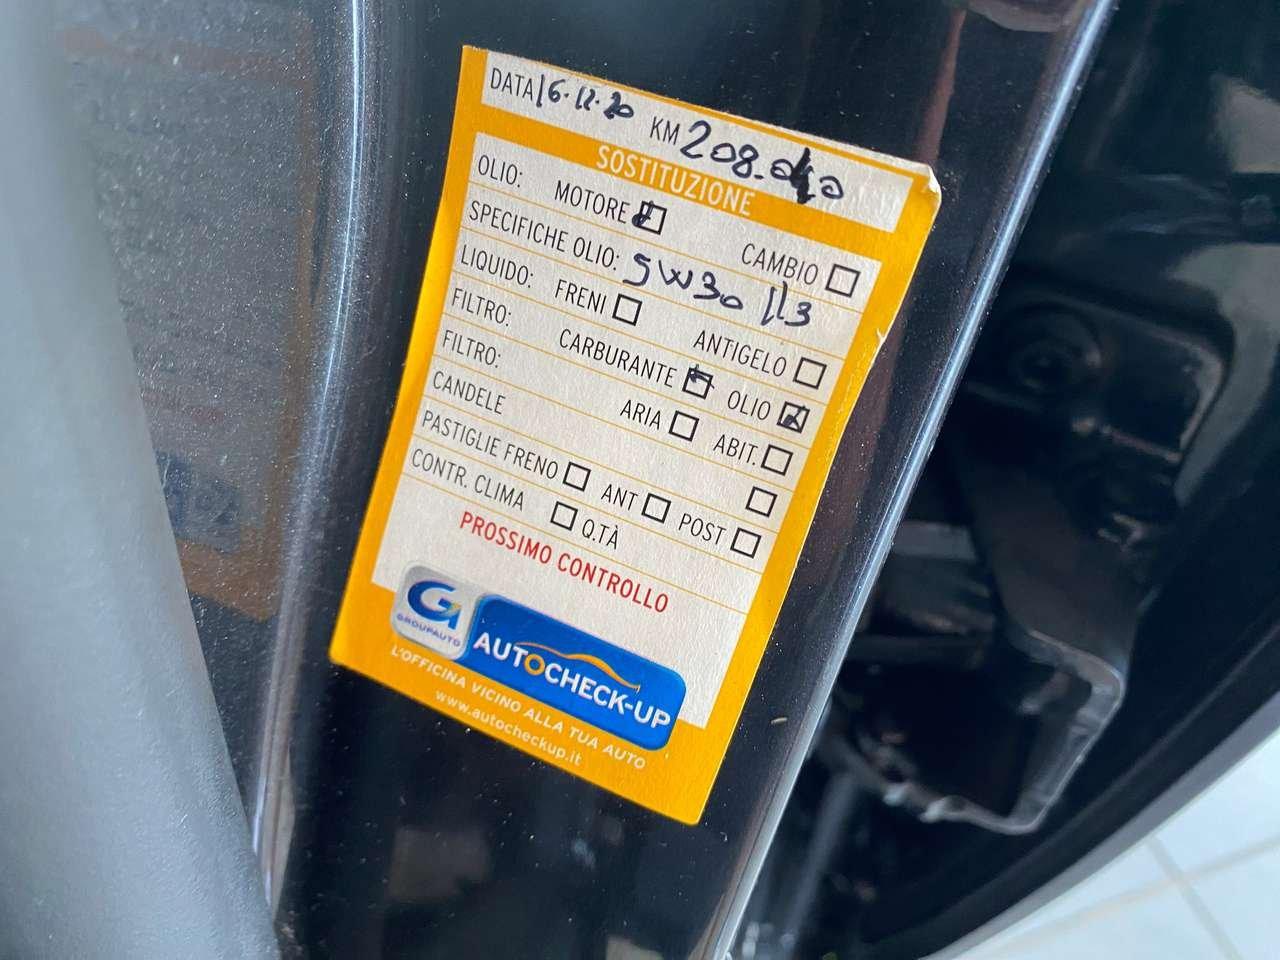 DATA 16.12.20 KM 208.040
SOSTITUZIONE
OLIO: MOTORE CAMBIO
SPECIFICHE OLIO: 5W30
LIQUIDO: FRENI ANTIGELO
FILTRO: CARBURANTE OLIO
FILTRO: ARIA ABIT.
CANDELE
PASTIGLIE FRENO ANT POST
CONTR. CLIMA Q.TÀ
PROSSIMO CONTROLLO
G GROUPAUTO
AUTOCHECK-UP
L'OFFICINA VICINO ALLA TUA AUTO
www.autocheckup.it